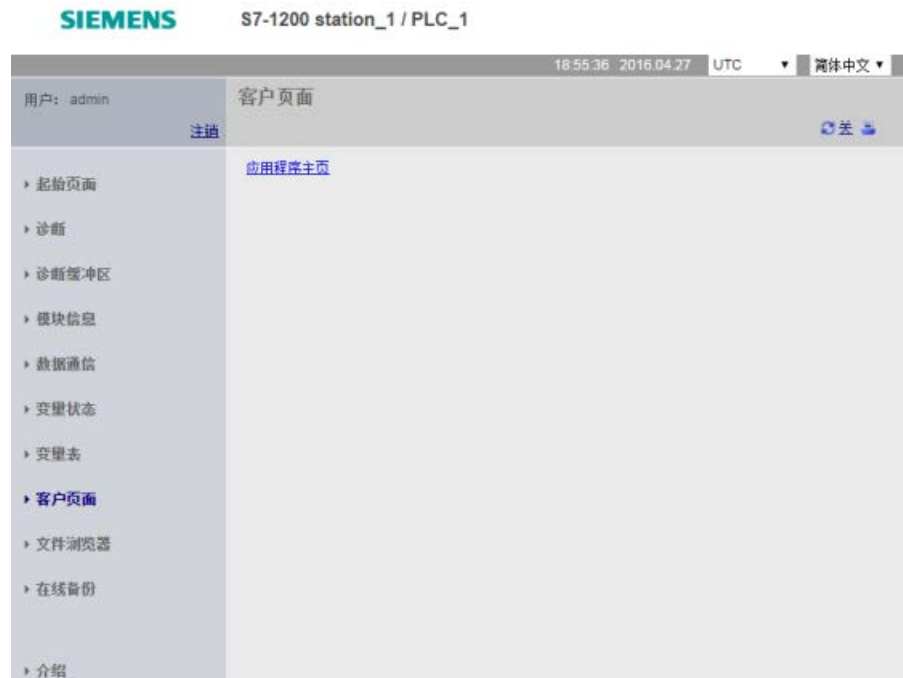 SIEMENS S7-1200 station_1 / PLC_1
18:55:36 2016.04.27 UTC 简体中文
用户: admin
客户页面
注销
关
应用程序主页
起始页面
诊断
诊断缓冲区
模块信息
数据通信
变量状态
变量表
客户页面
文件浏览器
在线备份
介绍